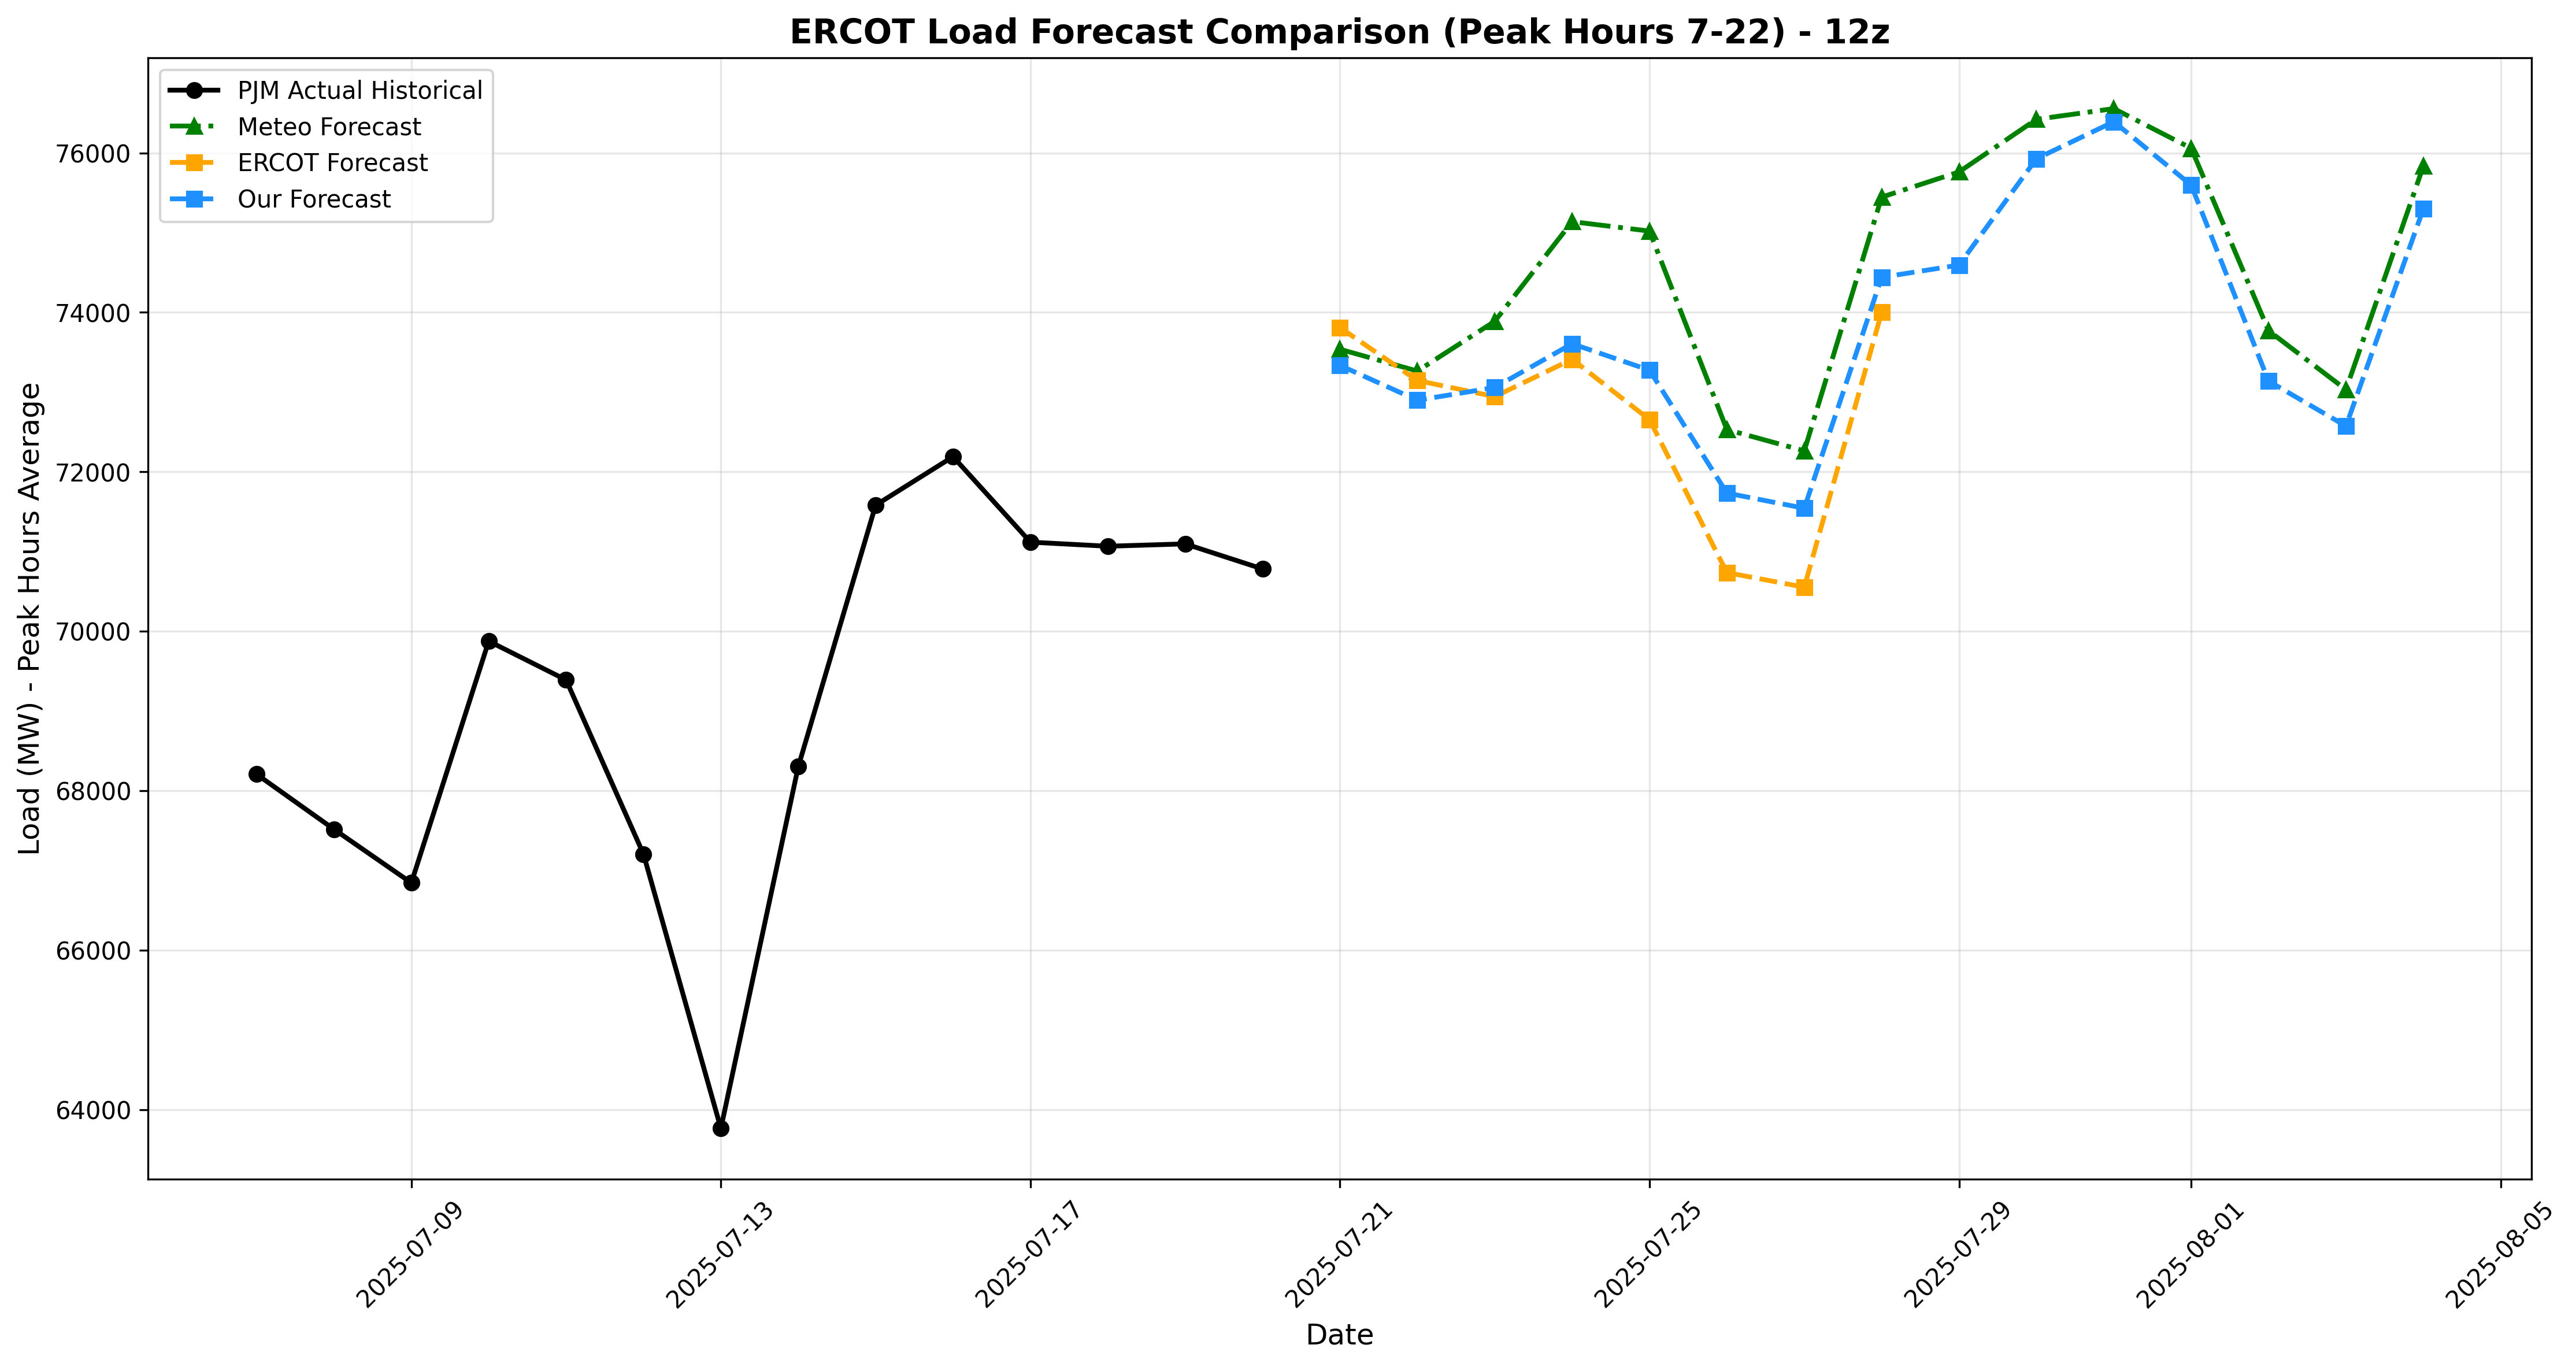 ERCOT Load Forecast Comparison (Peak Hours 7-22) - 12z
PJM Actual Historical
Meteo Forecast
ERCOT Forecast
Our Forecast
Load (MW) - Peak Hours Average
76000
74000
72000
70000
68000
66000
64000
2025-07-09
2025-07-13
2025-07-17
2025-07-21
2025-07-25
2025-07-29
2025-08-01
2025-08-05
Date